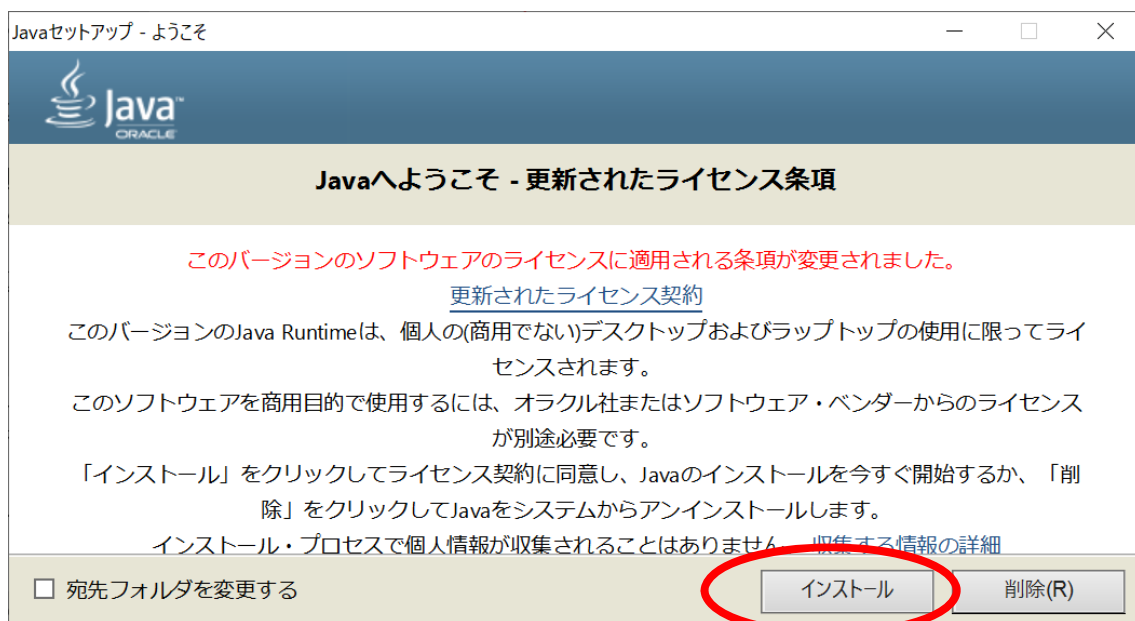 Javaセットアップ - ようこそ
Java™
ORACLE
Javaへようこそ - 更新されたライセンス条項
このバージョンのソフトウェアのライセンスに適用される条項が変更されました。
更新されたライセンス契約
このバージョンのJava Runtimeは、個人の(商用でない)デスクトップおよびラップトップの使用に限ってライ
センスされます。
このソフトウェアを商用目的で使用するには、オラクル社またはソフトウェア・ベンダーからのライセンス
が別途必要です。
「インストール」をクリックしてライセンス契約に同意し、Javaのインストールを今すぐ開始するか、「削
除」をクリックしてJavaをシステムからアンインストールします。
インストール・プロセスで個人情報が収集されることはありません 収集する情報の詳細
宛先フォルダを変更する
インストール
削除(R)